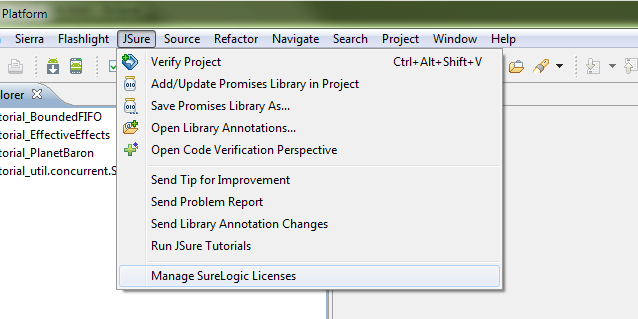 Platform
Sierra Flashlight JSure Source Refactor Navigate Search Project Window Help
Verify Project Ctrl+Alt+Shift+V
Add/Update Promises Library in Project
Save Promises Library As...
Open Library Annotations...
Open Code Verification Perspective
Send Tip for Improvement
Send Problem Report
Send Library Annotation Changes
Run JSure Tutorials
Manage SureLogic Licenses
lorer
torial_BoundedFIFO
torial_EffectiveEffects
torial_PlanetBaron
torial_util.concurrent.S